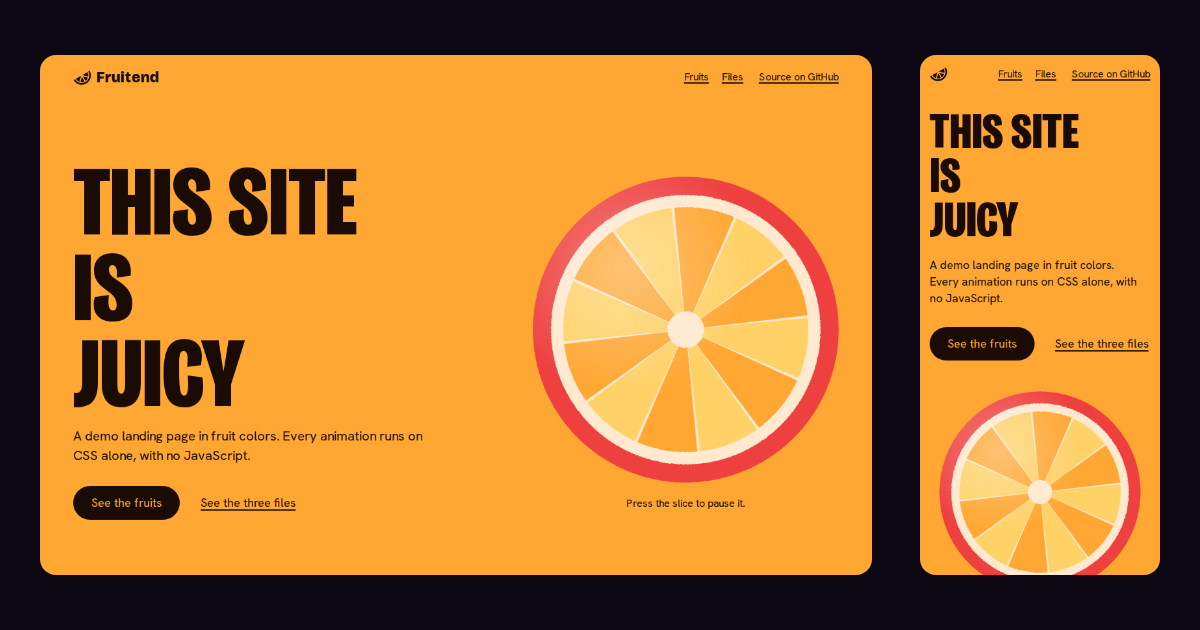 Fruitend
Fruits Files Source on GitHub
THIS SITE
IS
JUICY
A demo landing page in fruit colors. Every animation runs on
CSS alone, with no JavaScript.
See the fruits See the three files
Press the slice to pause it.
Fruits Files Source on GitHub
THIS SITE
IS
JUICY
A demo landing page in fruit colors.
Every animation runs on CSS alone, with
no JavaScript.
See the fruits See the three files